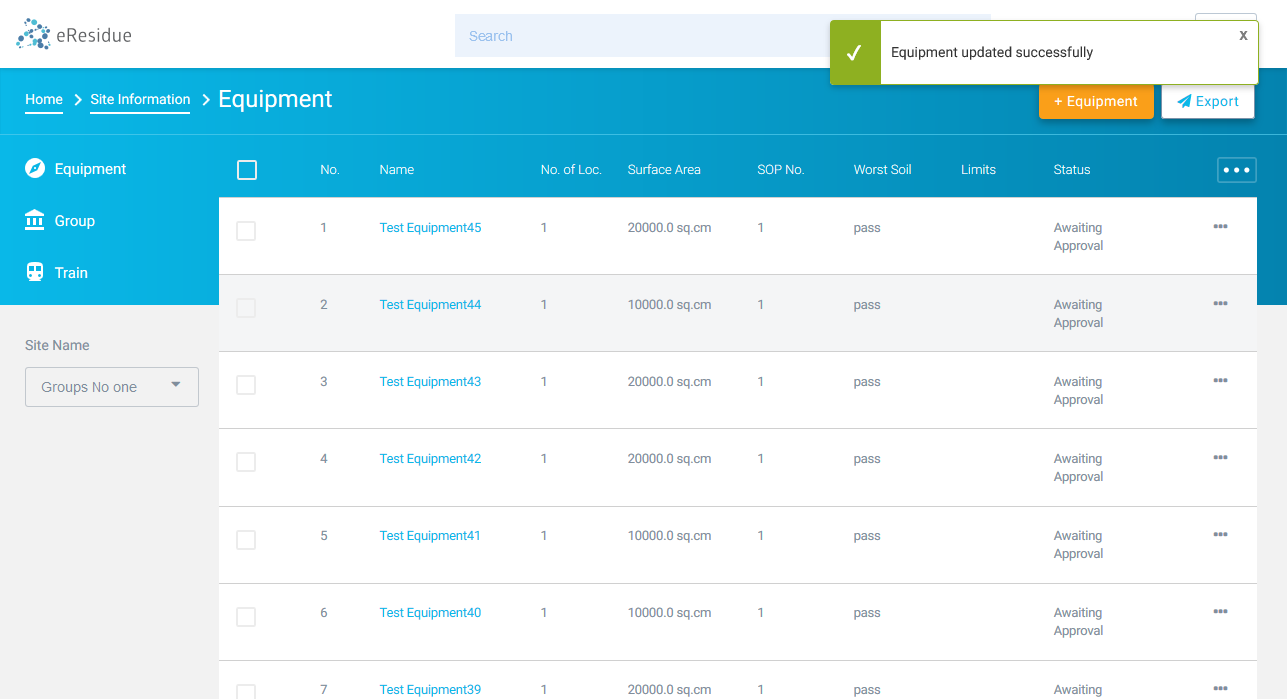 eResidue
Search
Equipment updated successfully
x
Home
Site Information
Equipment
+ Equipment
Export
Equipment
Group
Train
Site Name
Groups No one
No. Name No. of Loc. Surface Area SOP No. Worst Soil Limits Status
1 Test Equipment45 1 20000.0 sq.cm 1 pass Awaiting
Approval
2 Test Equipment44 1 10000.0 sq.cm 1 pass Awaiting
Approval
3 Test Equipment43 1 20000.0 sq.cm 1 pass Awaiting
Approval
4 Test Equipment42 1 20000.0 sq.cm 1 pass Awaiting
Approval
5 Test Equipment41 1 10000.0 sq.cm 1 pass Awaiting
Approval
6 Test Equipment40 1 10000.0 sq.cm 1 pass Awaiting
Approval
7 Test Equipment39 1 20000.0 sq.cm 1 pass Awaiting